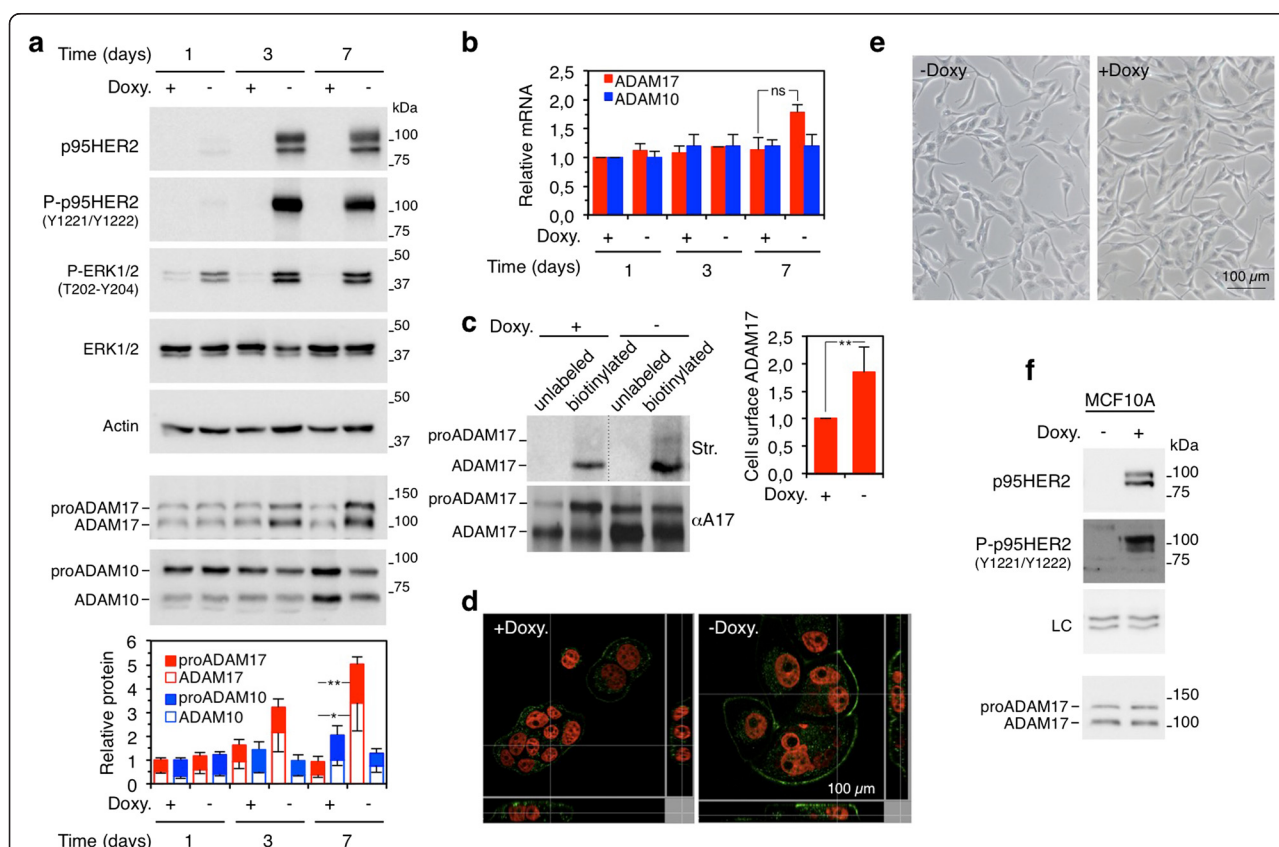 a
Time (days) 1 3 7
Doxy. + - + - + -
kDa
p95HER2
100
75
P-p95HER2
(Y1221/Y1222)
100
75
P-ERK1/2
(T202-Y204)
50
37
ERK1/2
50
37
Actin
50
37
proADAM17
ADAM17
150
100
proADAM10
ADAM10
100
75
Relative protein
6
5
4
3
2
1
0
proADAM17
ADAM17
proADAM10
ADAM10
**
*
Doxy. + - + - + -
Time (days) 1 3 7
b
Relative mRNA
2,5
2,0
1,5
1,0
0,5
0,0
ADAM17
ADAM10
ns
Doxy. + - + - + -
Time (days) 1 3 7
c
Doxy. + -
unlabeled
biotinylated
unlabeled
biotinylated
proADAM17
ADAM17
Str.
proADAM17
ADAM17
αA17
Cell surface ADAM17
2,5
2,0
1,5
1,0
0,5
0,0
**
Doxy. + -
d
+Doxy.
-Doxy.
100 µm
e
-Doxy
+Doxy
100 µm
f
MCF10A
Doxy. - +
kDa
p95HER2
100
75
P-p95HER2
(Y1221/Y1222)
100
75
LC
proADAM17
ADAM17
150
100